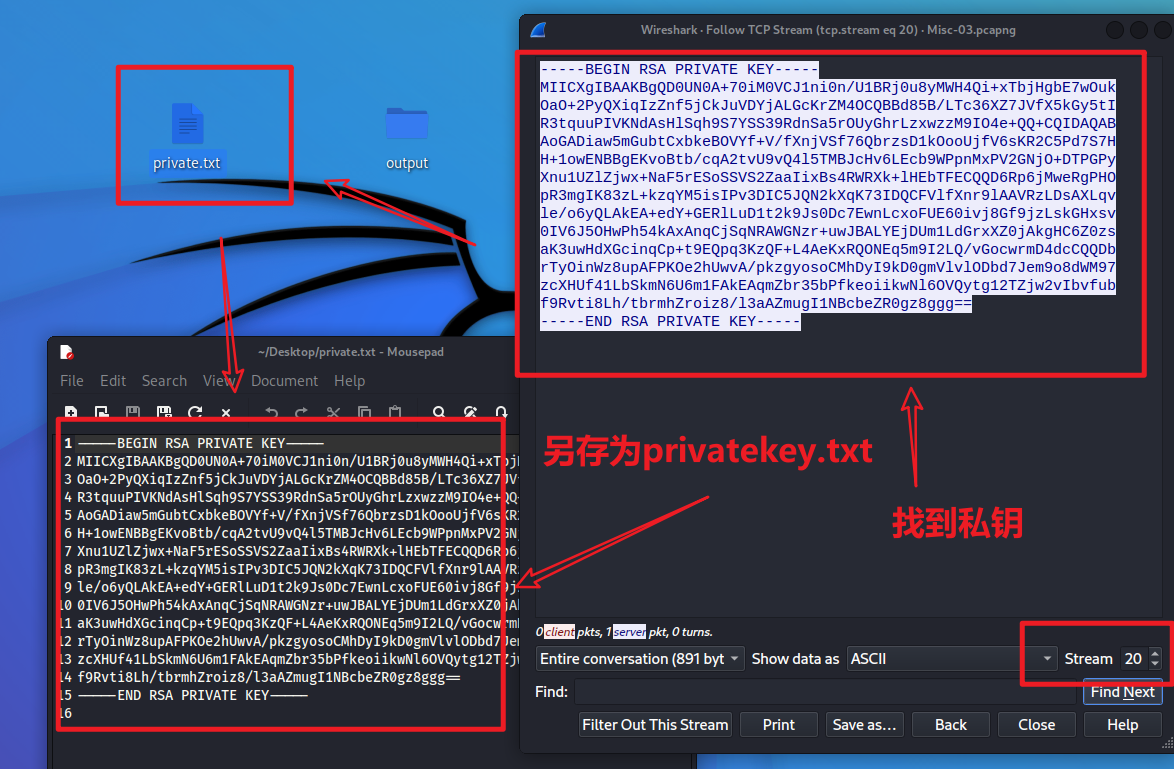 Wireshark · Follow TCP Stream (tcp.stream eq 20) · Misc-03.pcapng
-----BEGIN RSA PRIVATE KEY-----
MIICXgIBAAKBgQD0UN0A+70iM0VCJ1ni0n/U1BRj0u8yMWH4Qi+xTbjHgbE7wOuk
OaO+2PyQXiqIzZnf5jCkJuVDYjALGcKrZM4OCQBBd85B/LTc36XZ7JVfX5kGy5tI
R3tquuPIVKNdAsHlSqh9S7YSS39RdnSa5rOUyGhrLzxwzzM9IO4e+QQ+CQIDAQAB
AoGADiaw5mGubtCxbkeBOVYf+V/fXnjVSf76QbrzsD1kOooUjfV6sKR2C5Pd7S7H
H+1owENBBgEKvoBtb/cqA2tvU9vQ4l5TMBJcHv6LEcb9WPpnMxPV2GNjO+DTPGPy
Xnu1UZlZjwx+NaF5rESoSSVS2ZaaIixBs4RWRXk+lHEbTFECQQD6Rp6jMweRgPHO
pR3mgIK83zL+kzqYM5isIPv3DIC5JQN2kXqK73IDQCFVlfXnr9lAAVRzLDsAXLqv
le/o6yQLAkEA+edY+GERlLuD1t2k9Js0Dc7EwnLcxoFUE60ivj8Gf9jzLskGHxsv
0IV6J5OHwPh54kAxAnqCjSqNRAWGNzr+uwJBALYEjDUm1LdGrxXZ0jAkgHC6Z0zs
aK3uwHdXGcinqCp+t9EQpq3KzQF+L4AeKxRQONEq5m9I2LQ/vGocwrmD4dcCQQDb
rTyOinWz8upAFPKOe2hUwvA/pkzgyosoCMhDyI9kD0gmVlvlODbd7Jem9o8dWM97
zcXHUf41LbSkmN6U6m1FAkEAqmZbr35bPfkeoiikwNl6OVQytg12TZjw2vIbvfub
f9Rvti8Lh/tbrmhZroiz8/l3aAZmugI1NBcbeZR0gz8ggg==
-----END RSA PRIVATE KEY-----
private.txt
output
~/Desktop/private.txt - Mousepad
File Edit Search View Document Help
1 -----BEGIN RSA PRIVATE KEY-----
2 MIICXgIBAAKBgQD0UN0A+70iM0VCJ1ni0n/U1BRj0u8yMWH4Qi+xTbj
3 OaO+2PyQXiqIzZnf5jCkJuVDYjALGcKrZM4OCQBBd85B/LTc36XZ7JVf
4 R3tquuPIVKNdAsHlSqh9S7YSS39RdnSa5rOUyGhrLzxwzzM9IO4e+QQ+
5 AoGADiaw5mGubtCxbkeBOVYf+V/fXnjVSf76QbrzsD1kOooUjfV6sKR2
6 H+1owENBBgEKvoBtb/cqA2tvU9vQ4l5TMBJcHv6LEcb9WPpnMxPV2GN
7 Xnu1UZlZjwx+NaF5rESoSSVS2ZaaIixBs4RWRXk+lHEbTFECQQD6Rp6j
8 pR3mgIK83zL+kzqYM5isIPv3DIC5JQN2kXqK73IDQCFVlfXnr9lAAVRz
9 le/o6yQLAkEA+edY+GERlLuD1t2k9Js0Dc7EwnLcxoFUE60ivj8Gf9j
10 0IV6J5OHwPh54kAxAnqCjSqNRAWGNzr+uwJBALYEjDUm1LdGrxXZ0jA
11 aK3uwHdXGcinqCp+t9EQpq3KzQF+L4AeKxRQONEq5m9I2LQ/vGocwrm
12 rTyOinWz8upAFPKOe2hUwvA/pkzgyosoCMhDyI9kD0gmVlvlODbd7Jem
13 zcXHUf41LbSkmN6U6m1FAkEAqmZbr35bPfkeoiikwNl6OVQytg12TZjw
14 f9Rvti8Lh/tbrmhZroiz8/l3aAZmugI1NBcbeZR0gz8ggg==
15 -----END RSA PRIVATE KEY-----
16
另存为privatekey.txt
找到私钥
0 client pkts, 1 server pkt, 0 turns.
Entire conversation (891 byt Show data as ASCII Stream 20
Find: Find Next
Filter Out This Stream Print Save as… Back Close Help